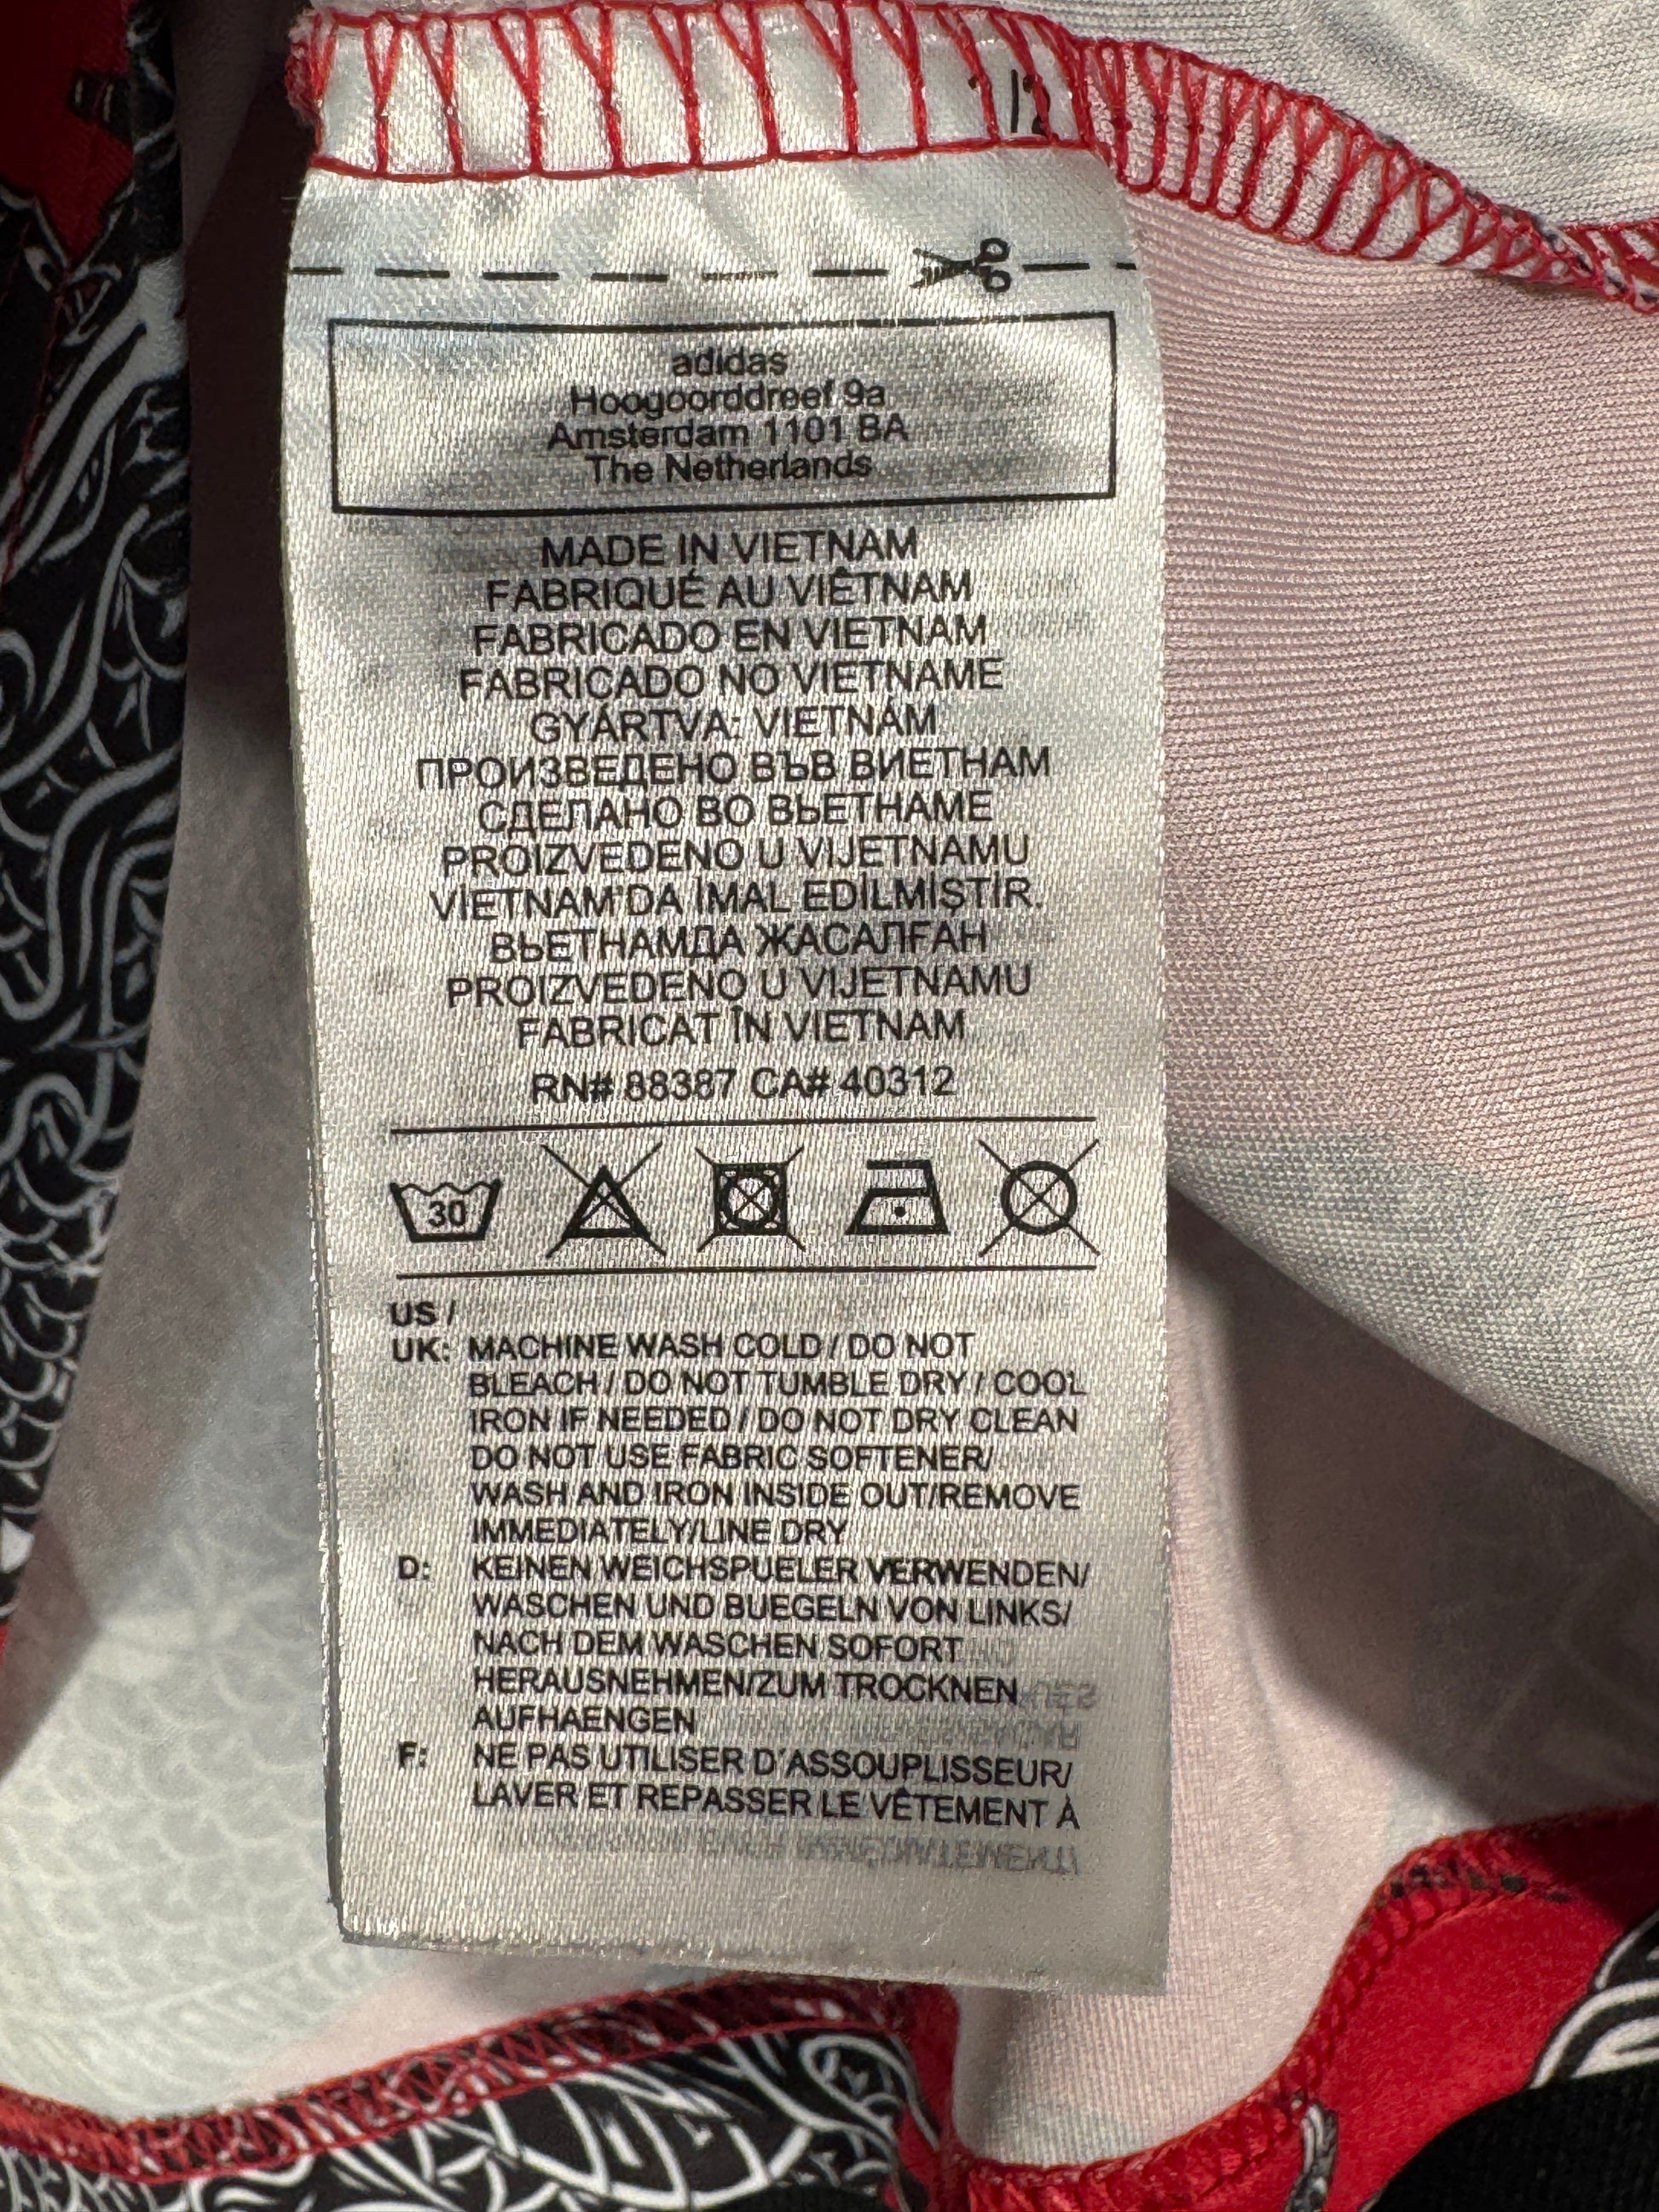 adidas
Hoogoorddreef 9a
Amsterdam 1101 BA
The Netherlands
MADE IN VIETNAM
FABRIQUÉ AU VIÊTNAM
FABRICADO EN VIETNAM
FABRICADO NO VIETNAME
GYÁRTVA: VIETNÁM
ПРОИЗВЕДЕНО ВЪВ ВИЕТНАМ
СДЕЛАНО ВО ВЬЕТНАМЕ
PROIZVEDENO U VIJETNAMU
VİETNAM'DA İMAL EDİLMİŞTİR.
ВЬЕТНАМДА ЖАСАЛҒАН
PROIZVEDENO U VIJETNAMU
FABRICAT ÎN VIETNAM
RN# 88387 CA# 40312
30
US /
UK: MACHINE WASH COLD / DO NOT
BLEACH / DO NOT TUMBLE DRY / COOL
IRON IF NEEDED / DO NOT DRY CLEAN
DO NOT USE FABRIC SOFTENER/
WASH AND IRON INSIDE OUT/REMOVE
IMMEDIATELY/LINE DRY
D: KEINEN WEICHSPUELER VERWENDEN/
WASCHEN UND BUEGELN VON LINKS/
NACH DEM WASCHEN SOFORT
HERAUSNEHMEN/ZUM TROCKNEN
AUFHAENGEN
F: NE PAS UTILISER D'ASSOUPLISSEUR/
LAVER ET REPASSER LE VÊTEMENT À